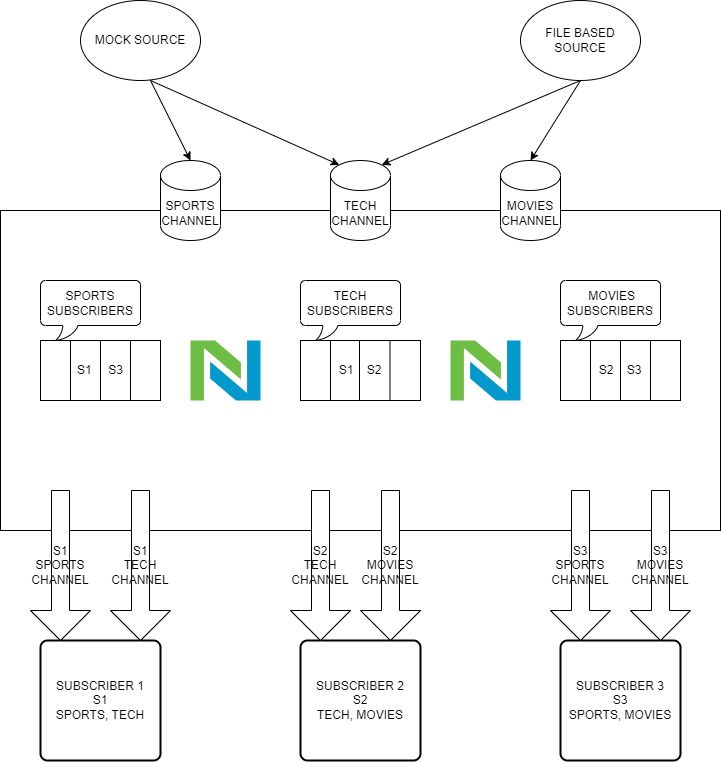 MOCK SOURCE
FILE BASED
SOURCE
SPORTS
CHANNEL
TECH
CHANNEL
MOVIES
CHANNEL
SPORTS
SUBSCRIBERS
TECH
SUBSCRIBERS
MOVIES
SUBSCRIBERS
S1
S3
S1
S2
S2
S3
S1
SPORTS
CHANNEL
S1
TECH
CHANNEL
S2
TECH
CHANNEL
S2
MOVIES
CHANNEL
S3
SPORTS
CHANNEL
S3
MOVIES
CHANNEL
SUBSCRIBER 1
S1
SPORTS, TECH
SUBSCRIBER 2
S2
TECH, MOVIES
SUBSCRIBER 3
S3
SPORTS, MOVIES